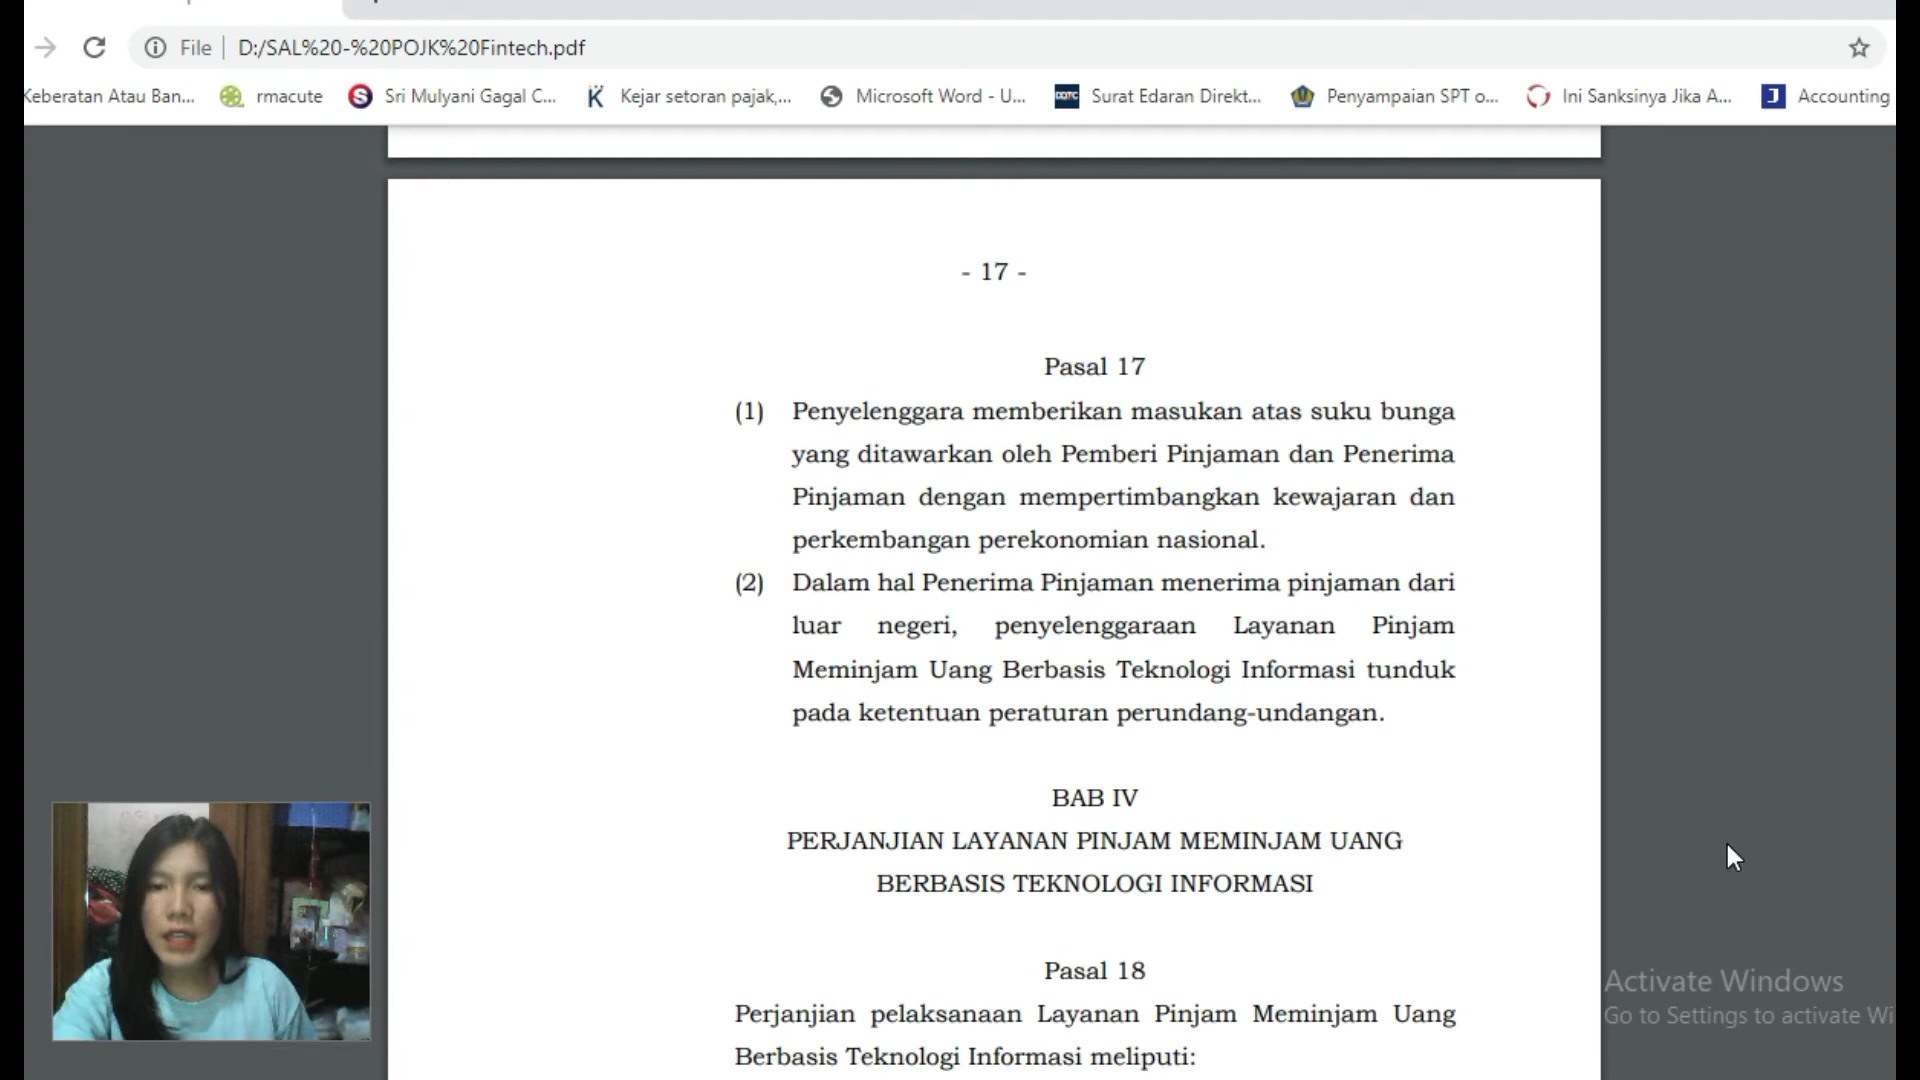 File D:/SAL%20-%20POJK%20Fintech.pdf
Keberatan Atau Ban... rmacute Sri Mulyani Gagal C... Kejar setoran pajak,... Microsoft Word - U... Surat Edaran Direkt... Penyampaian SPT o... Ini Sanksinya Jika A... Accounting
- 17 -
Pasal 17
(1) Penyelenggara memberikan masukan atas suku bunga
yang ditawarkan oleh Pemberi Pinjaman dan Penerima
Pinjaman dengan mempertimbangkan kewajaran dan
perkembangan perekonomian nasional.
(2) Dalam hal Penerima Pinjaman menerima pinjaman dari
luar negeri, penyelenggaraan Layanan Pinjam
Meminjam Uang Berbasis Teknologi Informasi tunduk
pada ketentuan peraturan perundang-undangan.
BAB IV
PERJANJIAN LAYANAN PINJAM MEMINJAM UANG
BERBASIS TEKNOLOGI INFORMASI
Pasal 18
Perjanjian pelaksanaan Layanan Pinjam Meminjam Uang
Berbasis Teknologi Informasi meliputi:
Activate Windows
Go to Settings to activate Wi